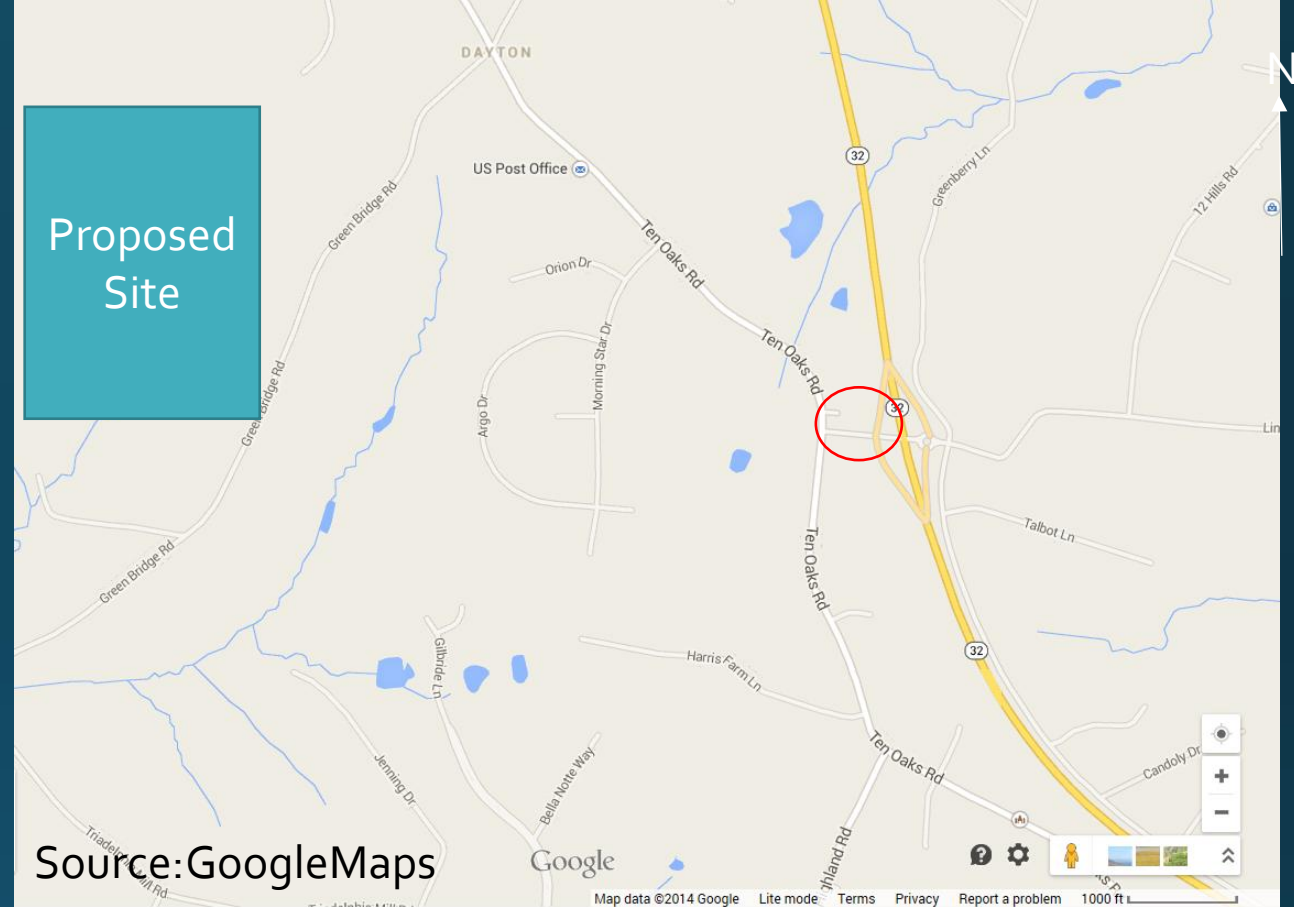 DAYTON
N
US Post Office
32
Greenberry Ln
12 Hills Rd
Proposed
Site
Green Bridge Rd
Ten Oaks Rd
Orion Dr
Ten Oaks Rd
Morning Star Dr
Green Bridge Rd
Argo Dr
32
Lin
Talbot Ln
Ten Oaks Rd
Green Bridge Rd
Gilbride Ln
Harris Farm Ln
32
Jenning Dr
Bella Notte Way
Ten Oaks Rd
Candoly Dr
+
−
Source:GoogleMaps
Google
ghland Rd
Map data ©2014 Google Lite mode Terms Privacy Report a problem 1000 ft